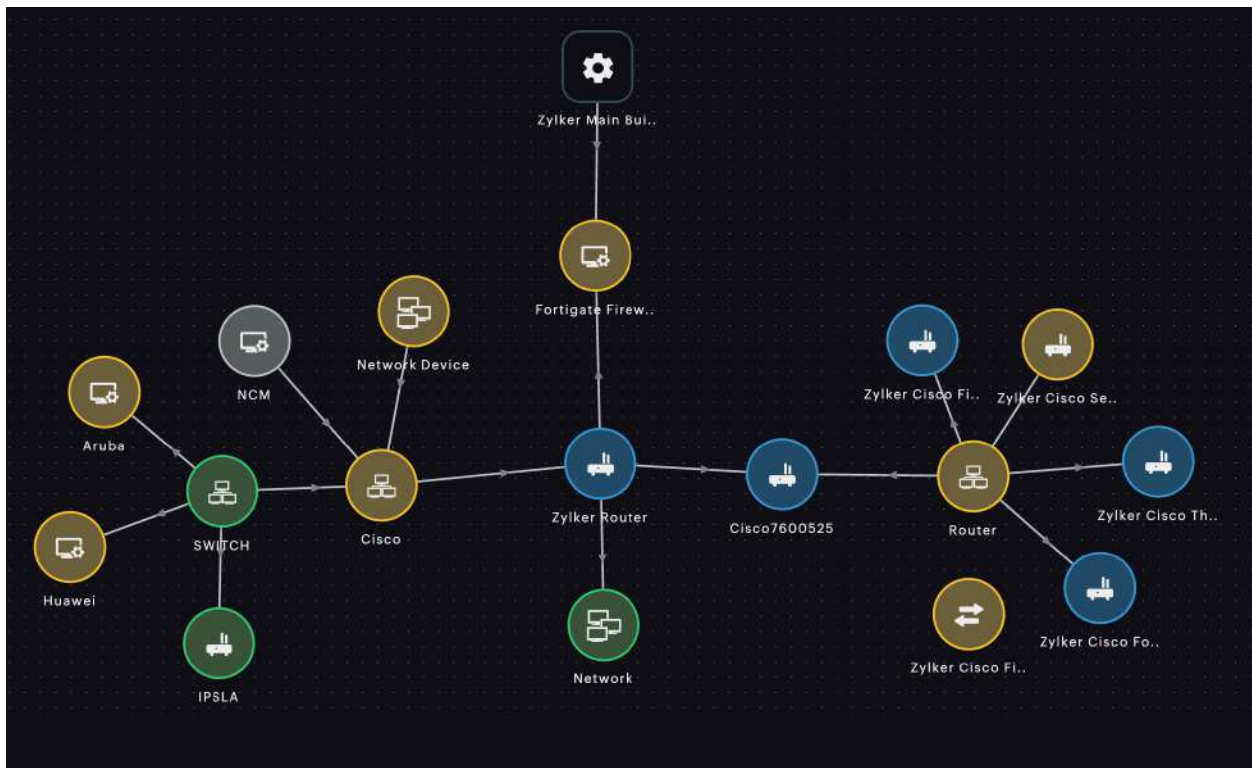 Zylker Main Bui..
Fortigate Firew..
Network Device
NCM
Zylker Cisco Fi..
Zylker Cisco Se..
Aruba
SWITCH
Cisco
Zylker Router
Cisco7600525
Router
Zylker Cisco Th..
Huawei
IPSLA
Network
Zylker Cisco Fo..
Zylker Cisco Fi..